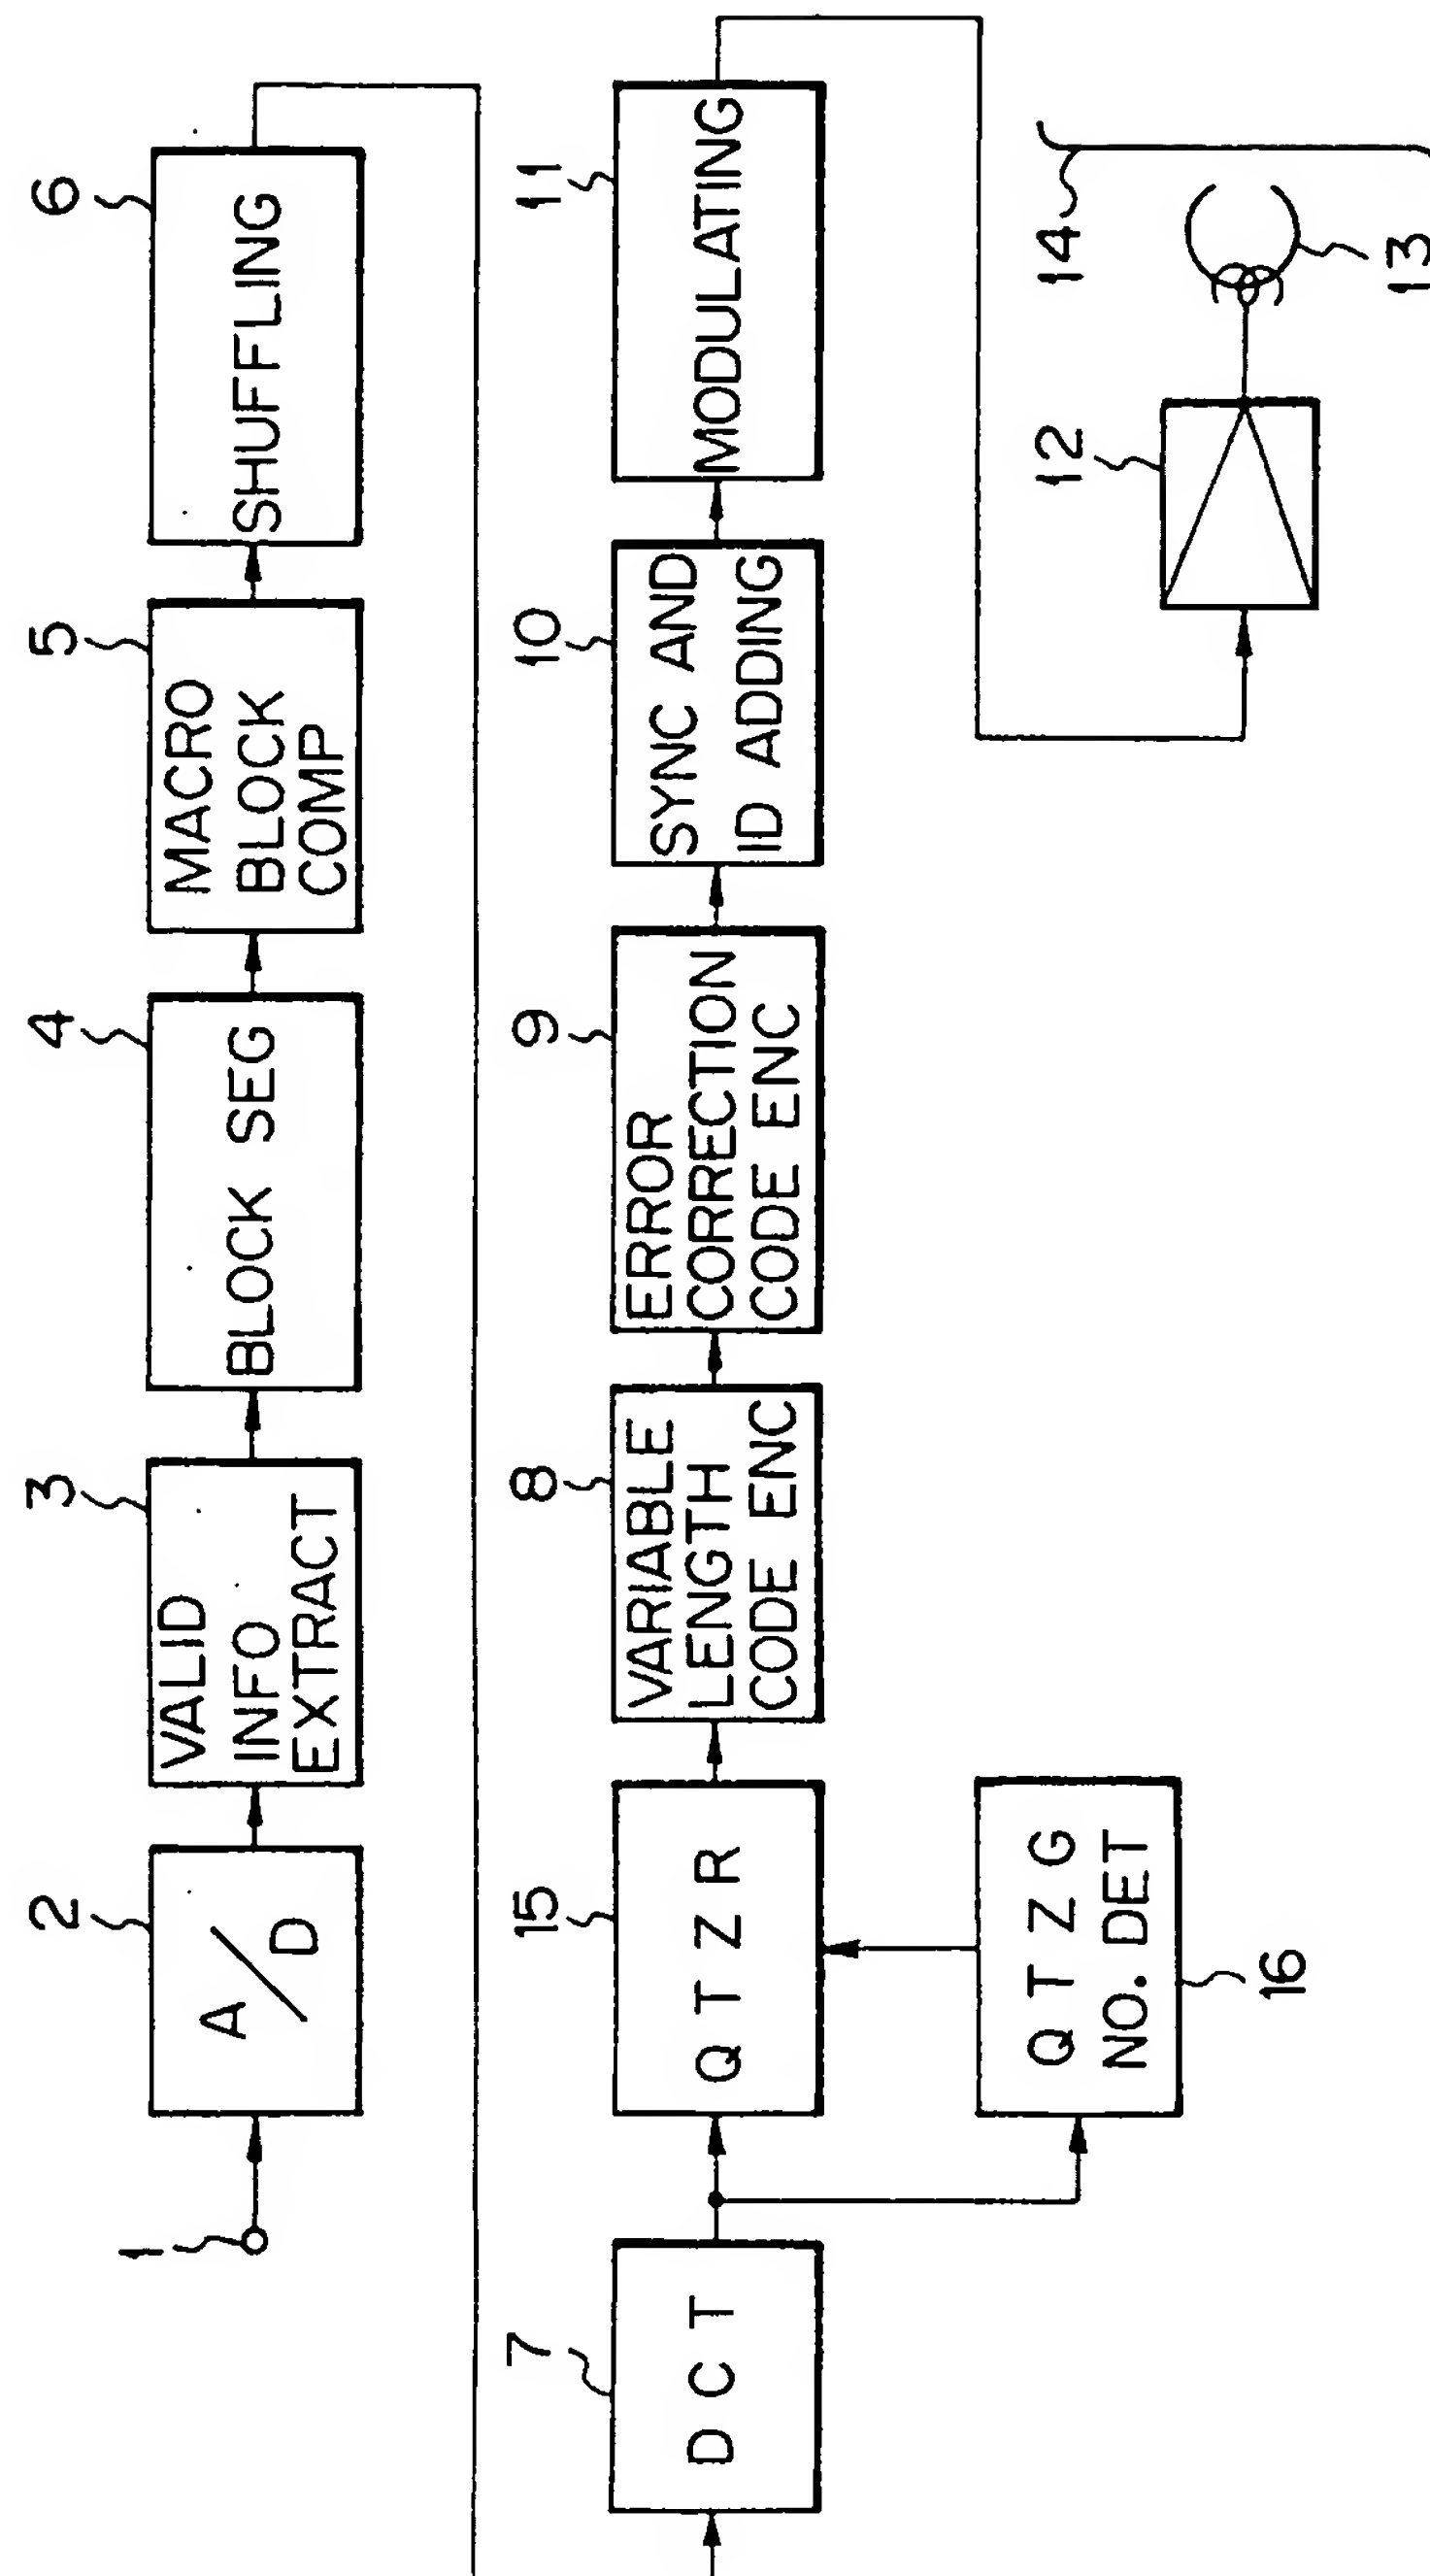 1
2
A/D
3
VALID
INFO
EXTRACT
4
BLOCK SEG
5
MACRO
BLOCK
COMP
6
SHUFFLING
7
DCT
15
QTZR
16
QTZG
NO. DET
8
VARIABLE
LENGTH
CODE ENC
9
ERROR
CORRECTION
CODE ENC
10
SYNC AND
ID ADDING
11
MODULATING
12
13
14